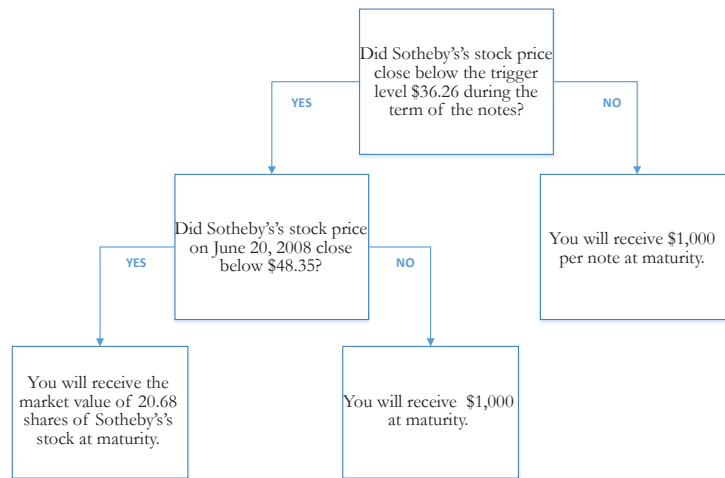 Did Sotheby's's stock price
close below the trigger
level $36.26 during the
term of the notes?
YES
NO
Did Sotheby's's stock price
on June 20, 2008 close
below $48.35?
You will receive $1,000
per note at maturity.
YES
NO
You will receive the
market value of 20.68
shares of Sotheby's's
stock at maturity.
You will receive  $1,000
at maturity.